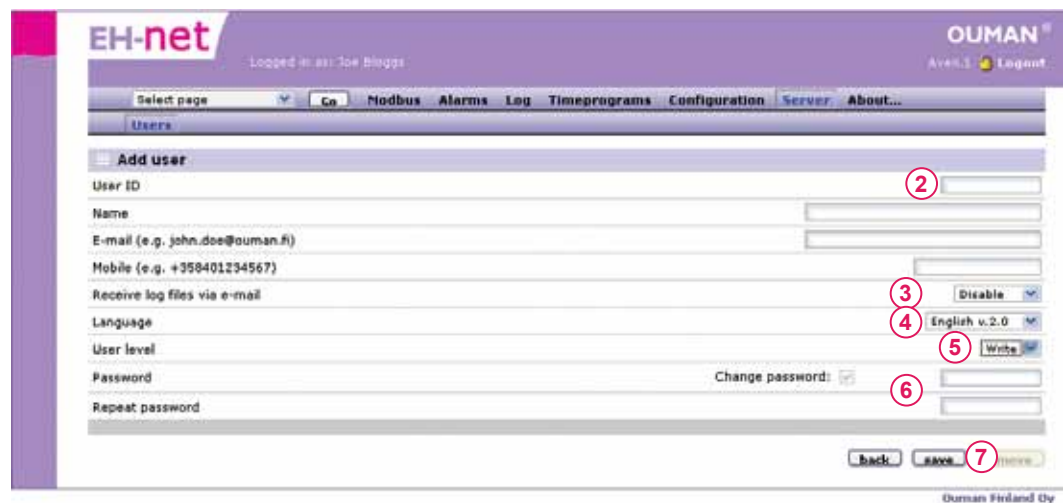 EH-net
OUMAN®
Logged in as: Joe Bloggs
Logout
Select page Go Modbus Alarms Log Timeprograms Configuration Server About...
Users
Add user
User ID 2
Name
E-mail (e.g. john.doe@ouman.fi)
Mobile (e.g. +358401234567)
Receive log files via e-mail 3 Disable
Language 4 English v.2.0
User level 5 Write
Password Change password: 6
Repeat password
back save 7
Ouman Finland Oy